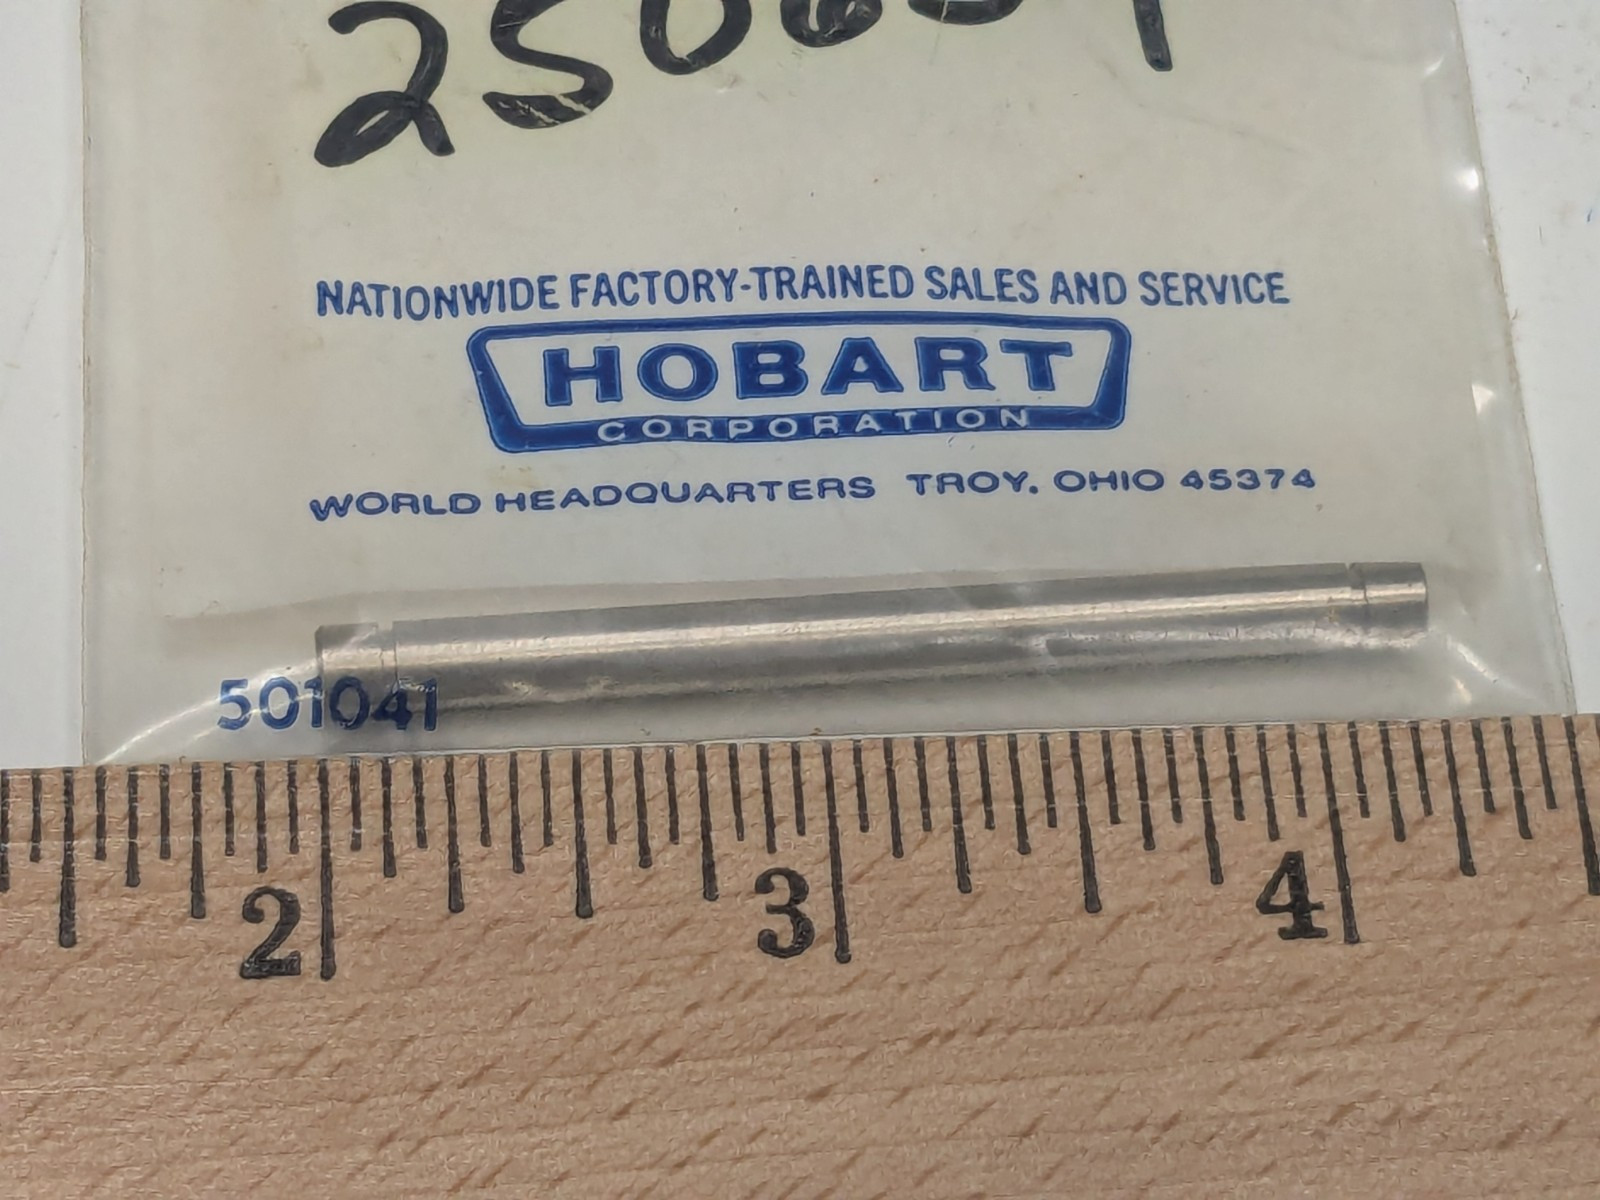 NATIONWIDE FACTORY-TRAINED SALES AND SERVICE
HOBART
CORPORATION
WORLD HEADQUARTERS TROY, OHIO 45374
501041
2 3 4